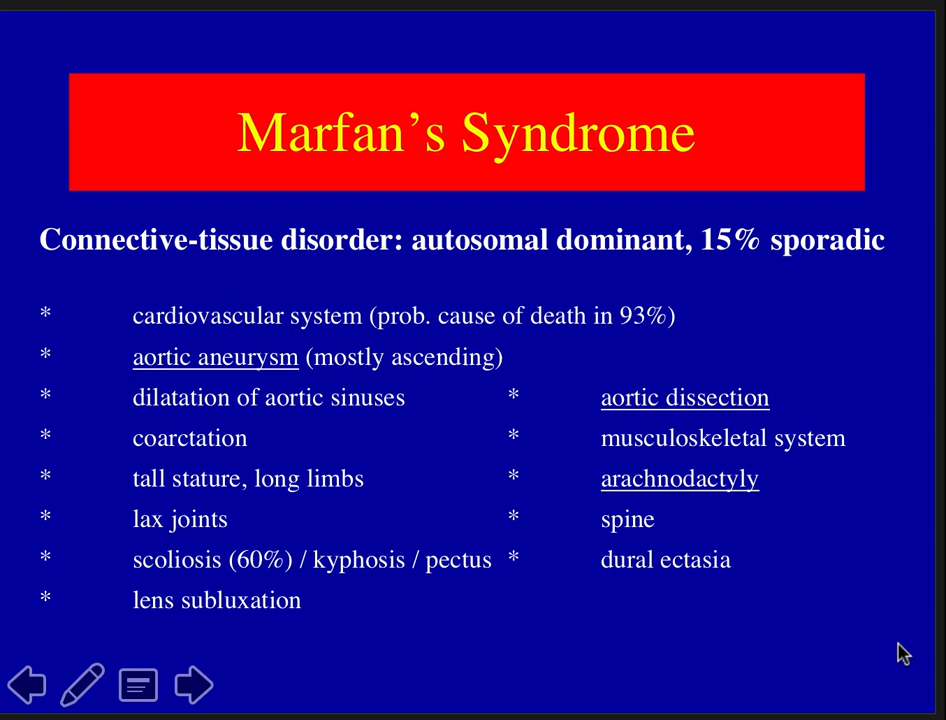 Marfan’s Syndrome
Connective-tissue disorder: autosomal dominant, 15% sporadic
* cardiovascular system (prob. cause of death in 93%)
* aortic aneurysm (mostly ascending)
* dilatation of aortic sinuses * aortic dissection
* coarctation * musculoskeletal system
* tall stature, long limbs * arachnodactyly
* lax joints * spine
* scoliosis (60%) / kyphosis / pectus * dural ectasia
* lens subluxation